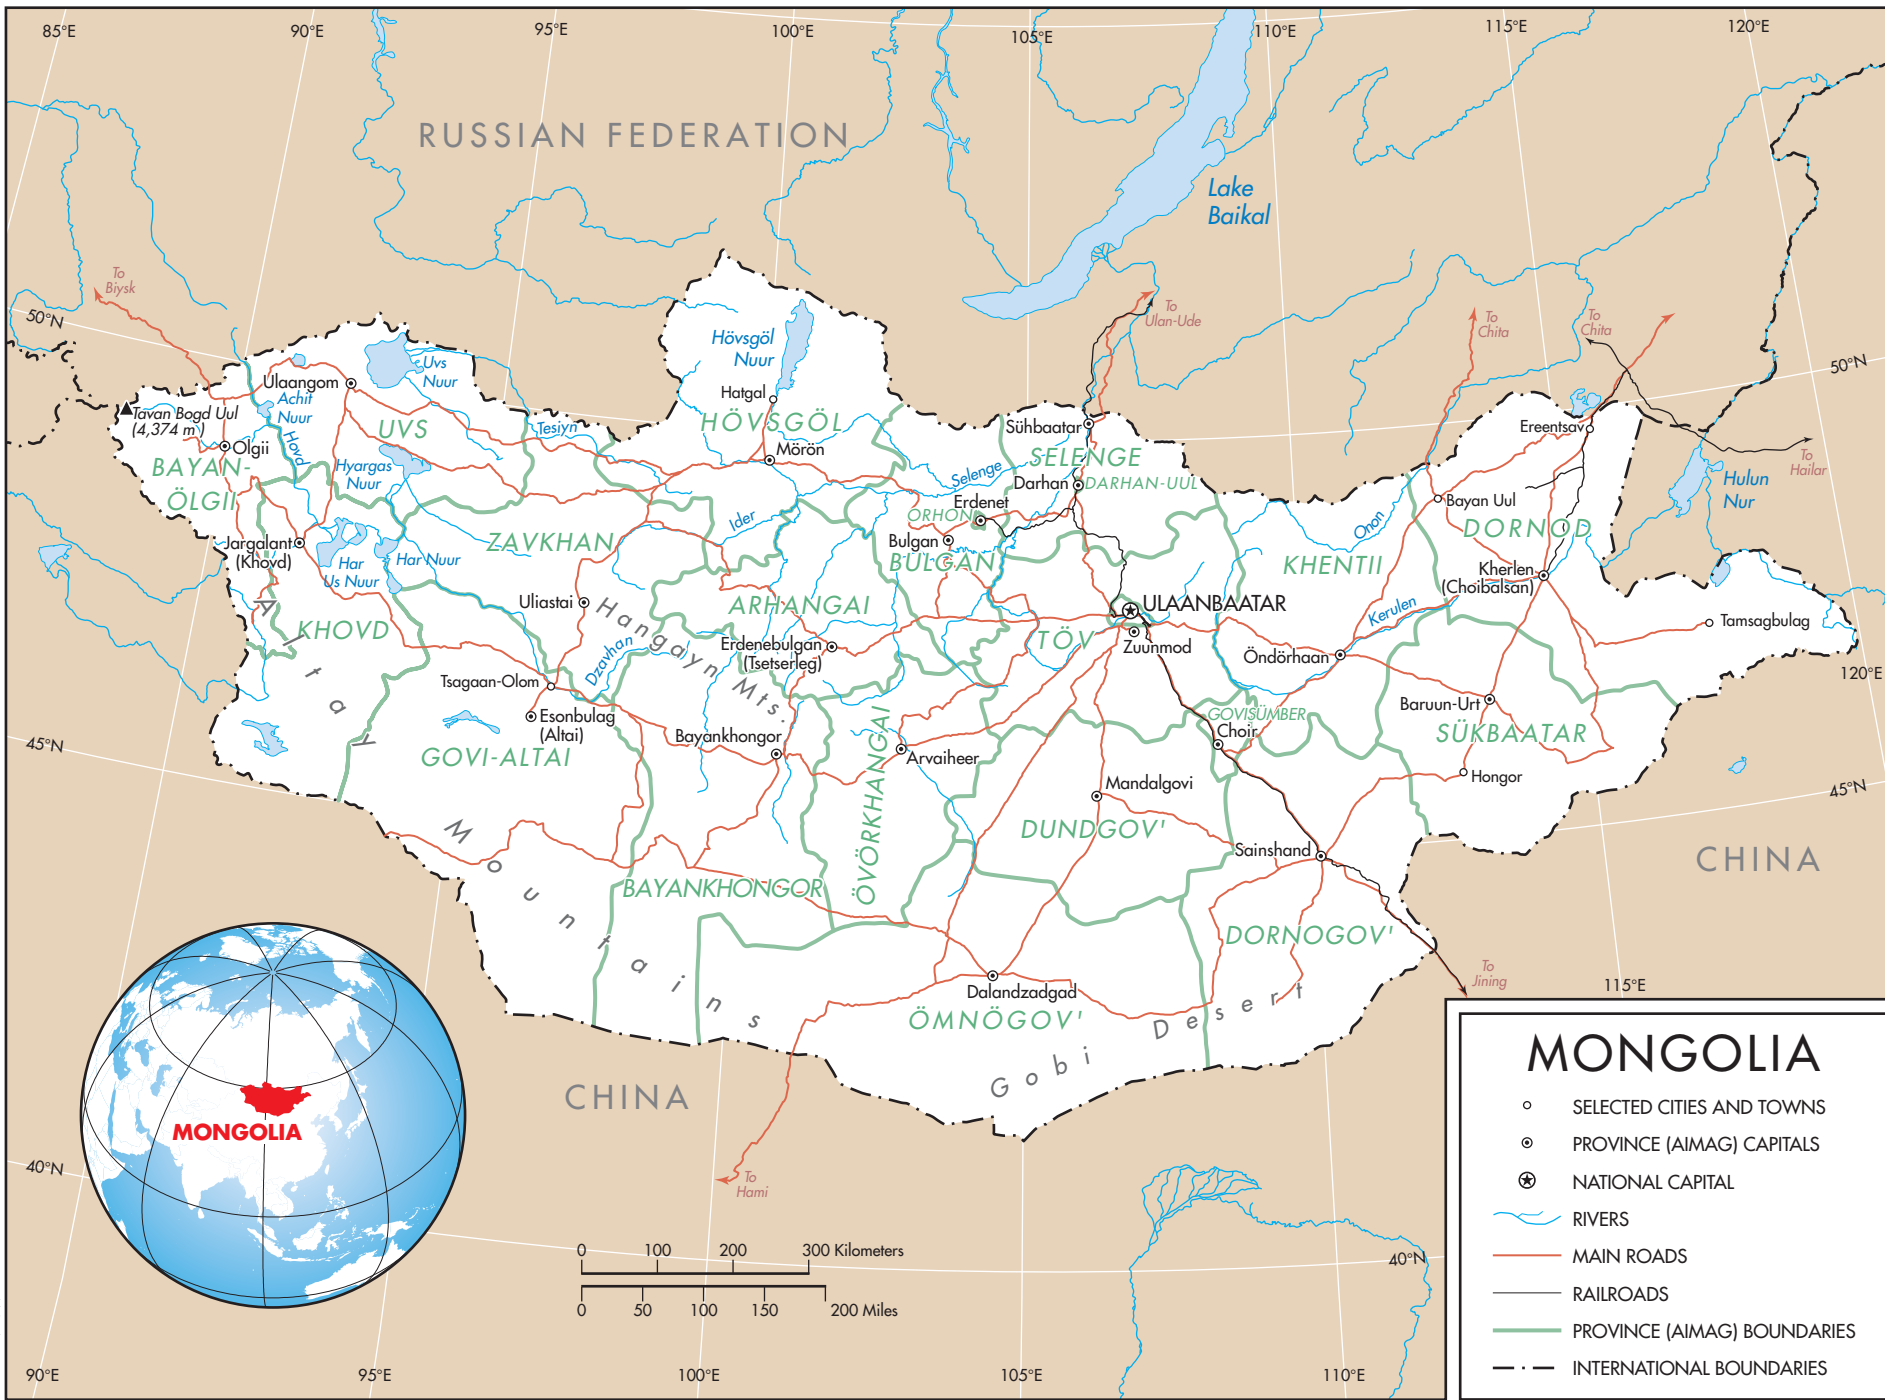 85°E
90°E
95°E
100°E
105°E
110°E
115°E
120°E
RUSSIAN FEDERATION
Lake
Baikal
To
Biysk
To
Ulan-Ude
To
Chita
To
Chita
To
Hailar
50°N
50°N
Hövsgöl
Nuur
Uvs
Nuur
Ulaangom
Achit
Nuur
Hatgal
Tavan Bogd Uul
(4,374 m )
Hovd
UVS
Tesiyn
HÖVSGÖL
Sühbaatar
Ereentsav
Olgii
Mörön
SELENGE
BAYAN-
ÖLGII
Hyargas
Nuur
Selenge
Darhan
DARHAN-UUL
Hulun
Nur
Erdenet
ORHON
Bayan Uul
Ider
Onon
DORNOD
Jargalant
(Khovd)
ZAVKHAN
Bulgan
BULGAN
Har
Us Nuur
Har Nuur
KHENTII
Kherlen
(Choibalsan)
Uliastai
ARHANGAI
ULAANBAATAR
Kerulen
Tamsagbulag
KHOVD
Hangayn Mts.
Erdenebulgan
(Tsetserleg)
TÖV
Zuunmod
Öndörhaan
Dzavhan
Tsagaan-Olom
120°E
Baruun-Urt
Esonbulag
(Altai)
GOVISÜMBER
Choir
SÜKBAATAR
45°N
Bayankhongor
GOVI-ALTAI
Arvaiheer
Hongor
Mandalgovi
45°N
ÖVÖRKHANGAI
DUNDGOV'
Sainshand
CHINA
Altay Mountains
BAYANKHONGOR
DORNOGOV'
To
Jining
Dalandzadgad
115°E
ÖMNÖGOV'
Gobi Desert
CHINA
MONGOLIA
To
Hami
40°N
40°N
0
100
200
300 Kilometers
0
50
100
150
200 Miles
90°E
95°E
100°E
105°E
110°E
MONGOLIA
SELECTED CITIES AND TOWNS
PROVINCE (AIMAG) CAPITALS
NATIONAL CAPITAL
RIVERS
MAIN ROADS
RAILROADS
PROVINCE (AIMAG) BOUNDARIES
INTERNATIONAL BOUNDARIES